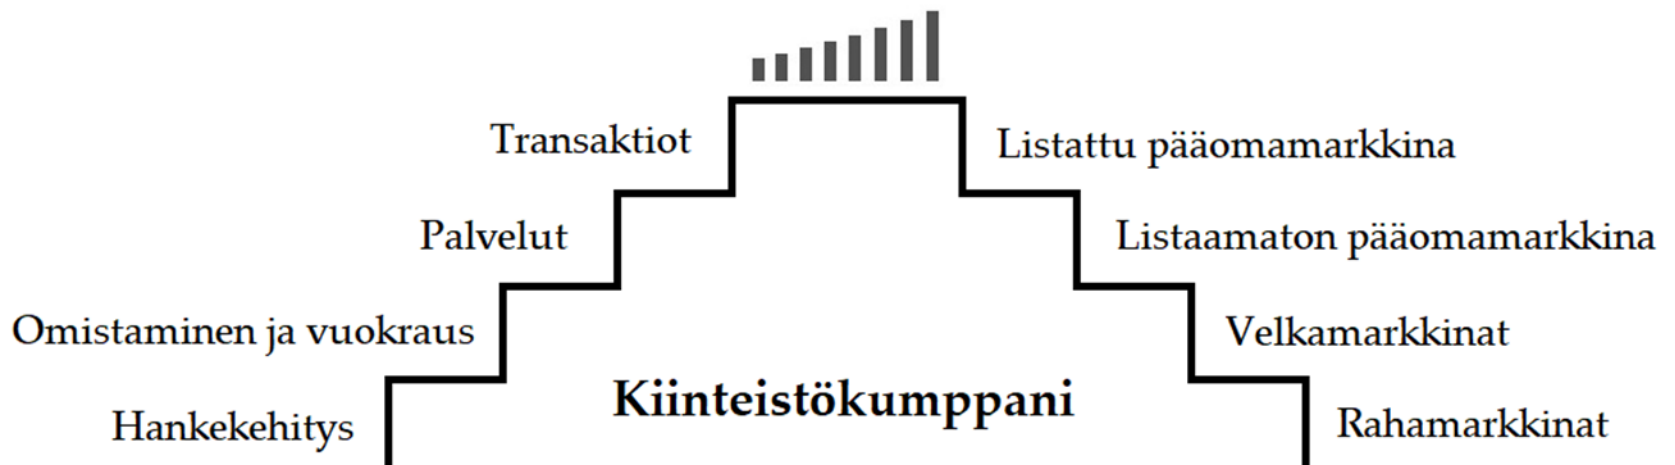 Transaktiot
Listattu pääomamarkkina
Palvelut
Listaamaton pääomamarkkina
Omistaminen ja vuokraus
Velkamarkkinat
Kiinteistökumppani
Hankekehitys
Rahamarkkinat